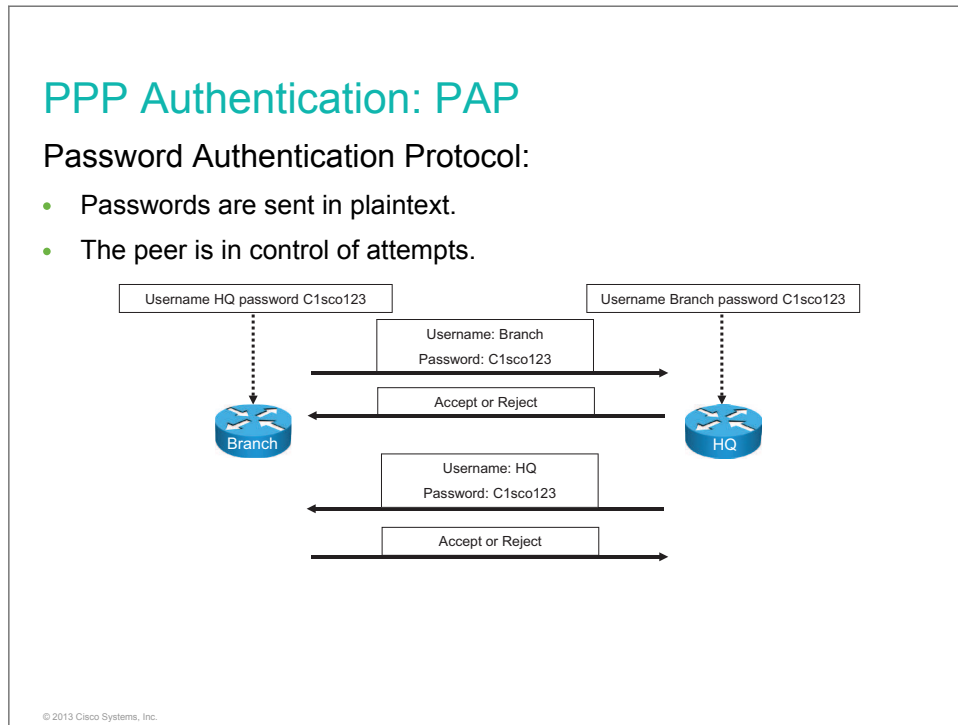 PPP Authentication: PAP
Password Authentication Protocol:
• Passwords are sent in plaintext.
• The peer is in control of attempts.
Username HQ password C1sco123
Username Branch password C1sco123
Username: Branch
Password: C1sco123
Accept or Reject
Branch
HQ
Username: HQ
Password: C1sco123
Accept or Reject
© 2013 Cisco Systems, Inc.